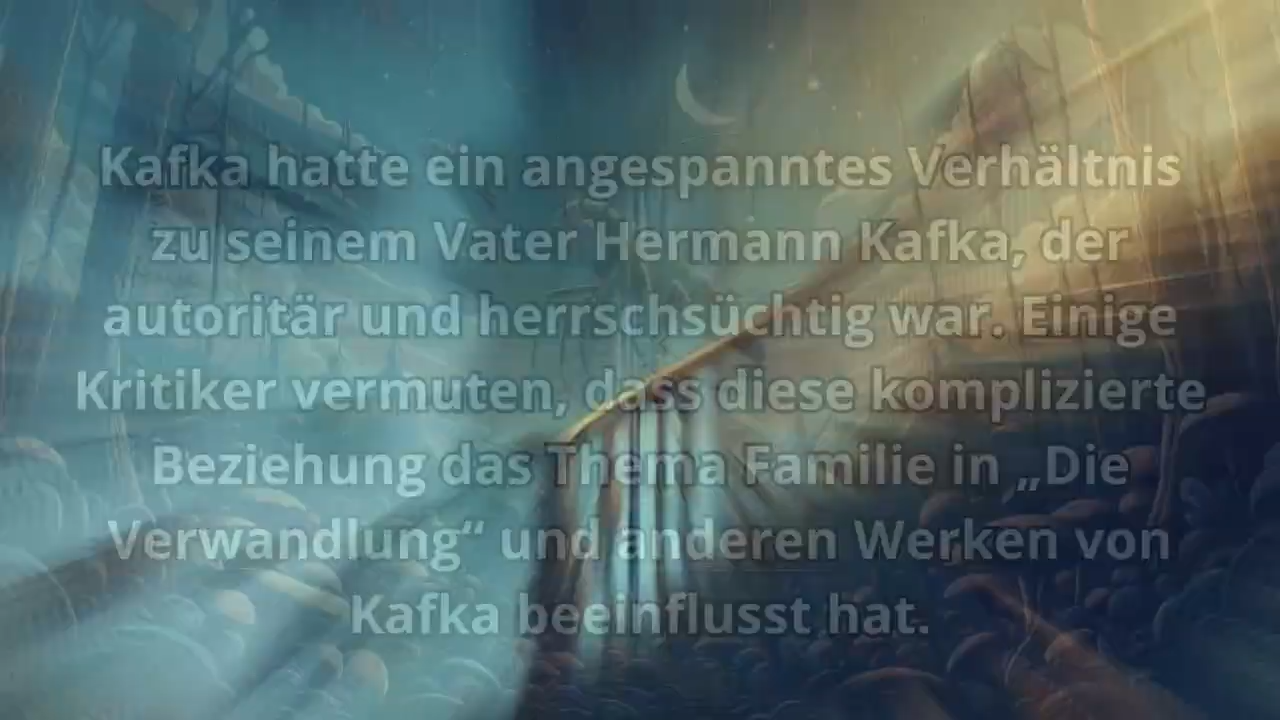 Kafka hatte ein angespanntes Verhältnis
zu seinem Vater Hermann Kafka, der
autoritär und herrschsüchtig war. Einige
Kritiker vermuten, dass diese komplizierte
Beziehung das Thema Familie in „Die
Verwandlung“ und anderen Werken von
Kafka beeinflusst hat.